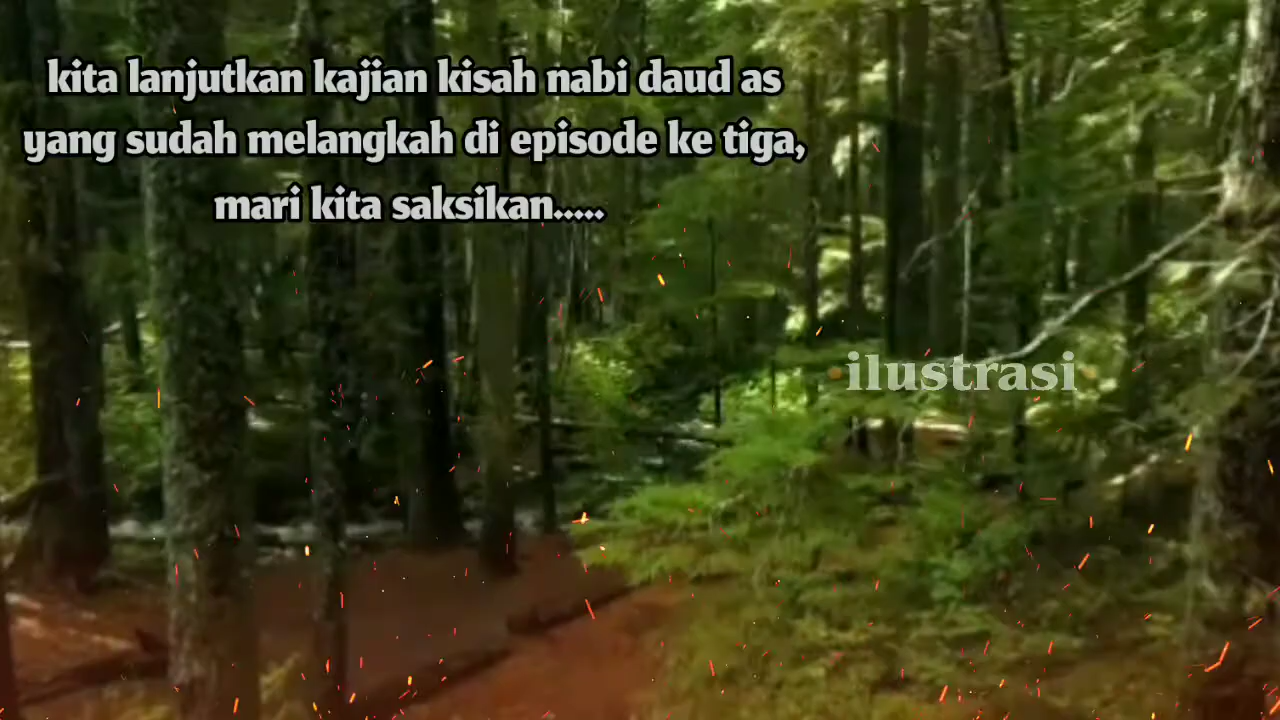 kita lanjutkan kajian kisah nabi daud as
yang sudah melangkah di episode ke tiga,
mari kita saksikan.....
ilustrasi